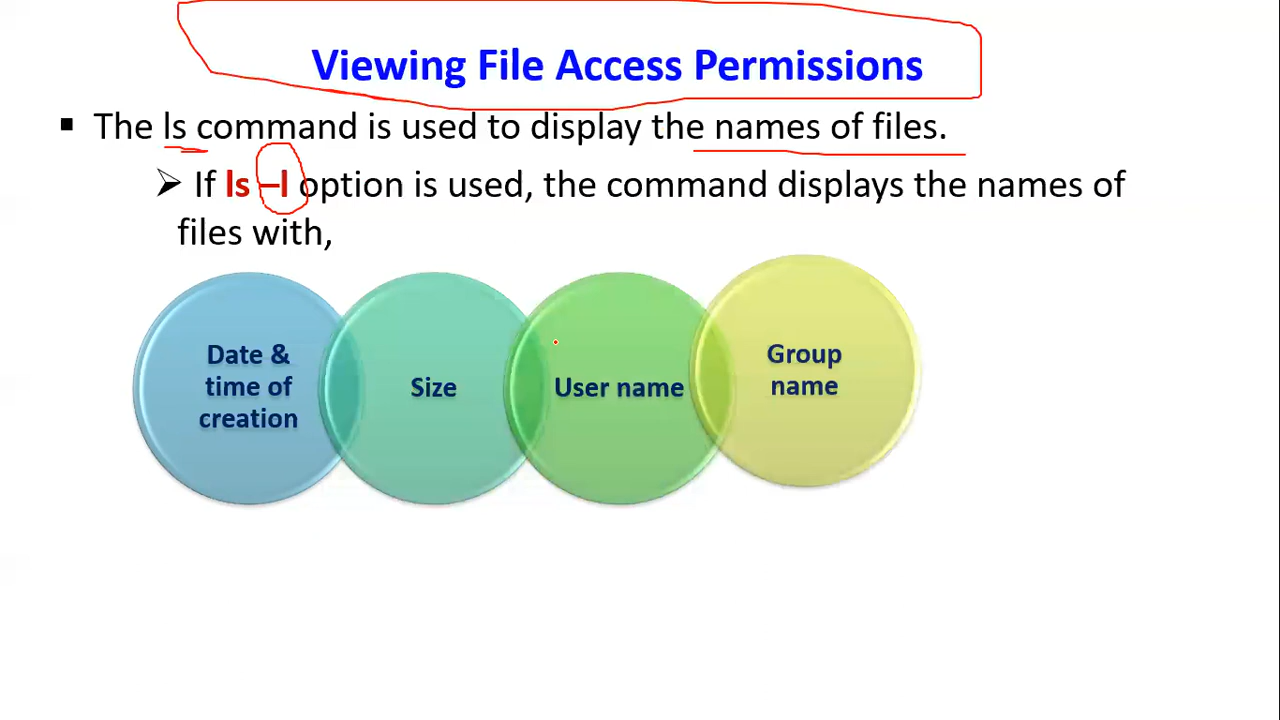 Viewing File Access Permissions
▪ The ls command is used to display the names of files.
➢ If ls –l option is used, the command displays the names of
files with,
Date &
time of
creation
Size
User name
Group
name